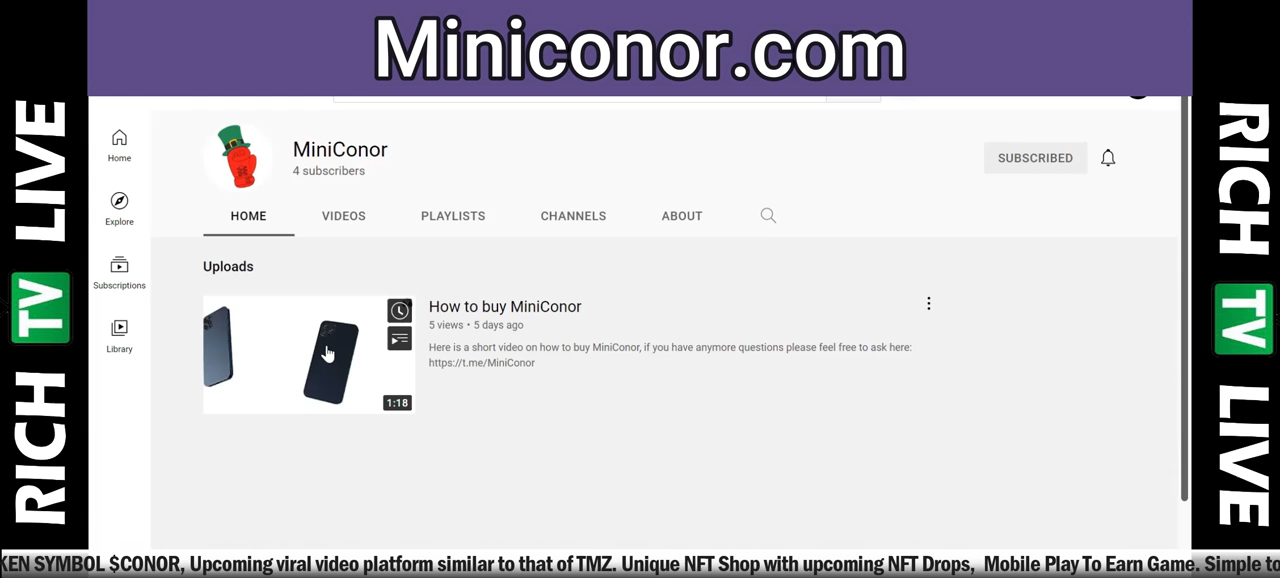 Miniconor.com
RICH TV LIVE
Home
Explore
Subscriptions
Library
MiniConor
4 subscribers
SUBSCRIBED
HOME
VIDEOS
PLAYLISTS
CHANNELS
ABOUT
Uploads
1:18
How to buy MiniConor
5 views • 5 days ago
Here is a short video on how to buy MiniConor, if you have anymore questions please feel free to ask here:
https://t.me/MiniConor
RICH TV LIVE
KEN SYMBOL $CONOR, Upcoming viral video platform similar to that of TMZ. Unique NFT Shop with upcoming NFT Drops, Mobile Play To Earn Game. Simple to